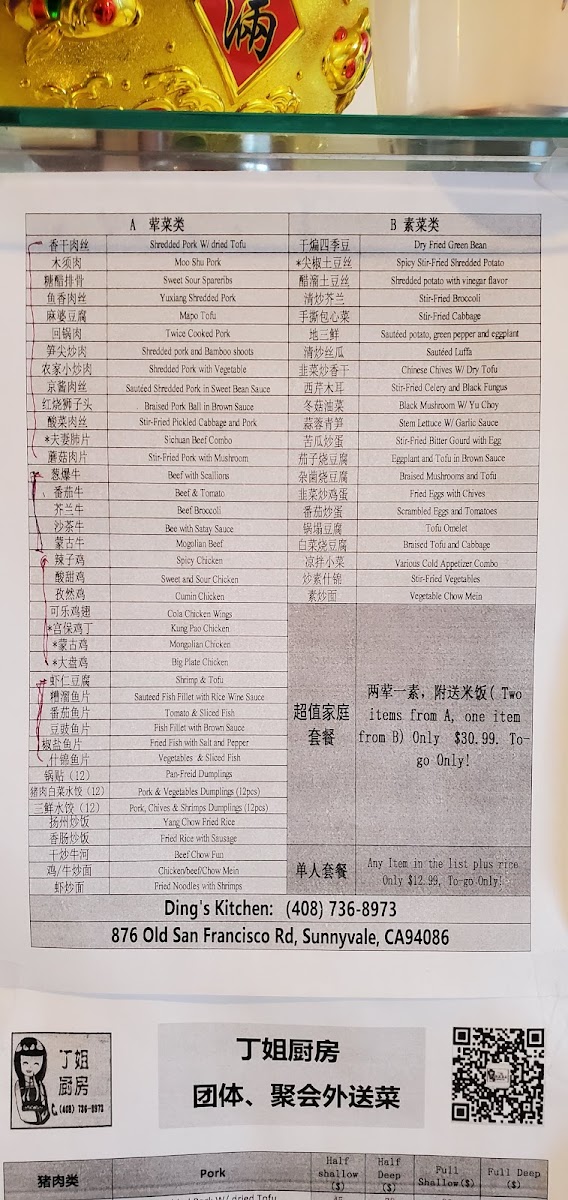 A 荤菜类 B 素菜类
香干肉丝 Shredded Pork W/ dried Tofu 干煸四季豆 Dry Fried Green Bean
木须肉 Moo Shu Pork *尖椒土豆丝 Spicy Stir-Fried Shredded Potato
糖醋排骨 Sweet Sour Spareribs 醋溜土豆丝 Shredded potato with vinegar flavor
鱼香肉丝 Yuxiang Shredded Pork 清炒芥兰 Stir-Fried Broccoli
麻婆豆腐 Mapo Tofu 手撕包心菜 Stir-Fried Cabbage
回锅肉 Twice Cooked Pork 地三鲜 Sautéed potato, green pepper and eggplant
笋尖炒肉 Shredded pork and Bamboo shoots 清炒丝瓜 Sautéed Luffa
农家小炒肉 Shredded Pork with Vegetable 韭菜炒香干 Chinese Chives W/ Dry Tofu
京酱肉丝 Sautéed Shredded Pork in Sweet Bean Sauce 西芹木耳 Stir-Fried Celery and Black Fungus
红烧狮子头 Braised Pork Ball in Brown Sauce 冬菇油菜 Black Mushroom W/ Yu Choy
酸菜肉丝 Stir-Fried Pickled Cabbage and Pork 蒜蓉青笋 Stem Lettuce W/ Garlic Sauce
*夫妻肺片 Sichuan Beef Combo 苦瓜炒蛋 Stir-Fried Bitter Gourd with Egg
蘑菇肉片 Stir-Fried Pork with Mushroom 茄子烧豆腐 Eggplant and Tofu in Brown Sauce
葱爆牛 Beef with Scallions 杂菌烧豆腐 Braised Mushrooms and Tofu
番茄牛 Beef & Tomato 韭菜炒鸡蛋 Fried Eggs with Chives
芥兰牛 Beef Broccoli 番茄炒蛋 Scrambled Eggs and Tomatoes
沙茶牛 Bee with Satay Sauce 锅塌豆腐 Tofu Omelet
蒙古牛 Mogolian Beef 白菜烧豆腐 Braised Tofu and Cabbage
辣子鸡 Spicy Chicken 凉拌小菜 Various Cold Appetizer Combo
酸甜鸡 Sweet and Sour Chicken 炒素什锦 Stir-Fried Vegetables
孜然鸡 Cumin Chicken 素炒面 Vegetable Chow Mein
可乐鸡翅 Cola Chicken Wings
*宫保鸡丁 Kung Pao Chicken
*蒙古鸡 Mongolian Chicken
*大盘鸡 Big Plate Chicken
虾仁豆腐 Shrimp & Tofu
糟溜鱼片 Sauteed Fish Fillet with Rice Wine Sauce
番茄鱼片 Tomato & Sliced Fish
豆豉鱼片 Fish Fillet with Brown Sauce
椒盐鱼片 Fried Fish with Salt and Pepper
什锦鱼片 Vegetables & Sliced Fish
锅贴（12） Pan-Freid Dumplings
猪肉白菜水饺（12） Pork & Vegetables Dumplings (12pcs)
三鲜水饺（12） Pork, Chives & Shrimps Dumplings (12pcs)
扬州炒饭 Yang Chow Fried Rice
香肠炒饭 Fried Rice with Sausage
干炒牛河 Beef Chow Fun
鸡/牛炒面 Chicken/beef/Chow Mein
虾炒面 Fried Noodles with Shrimps
超值家庭
套餐
两荤一素，附送米饭( Two
items from A, one item
from B) Only $30.99. To-
go Only!
单人套餐
Any Item in the list plus rice
Only $12.99, To-go Only!
Ding's Kitchen: (408) 736-8973
876 Old San Francisco Rd, Sunnyvale, CA94086
丁姐
厨房
(408) 736-8973
丁姐厨房
团体、聚会外送菜
猪肉类 Pork Half shallow ($) Half Deep ($) Full Shallow($) Full Deep ($)